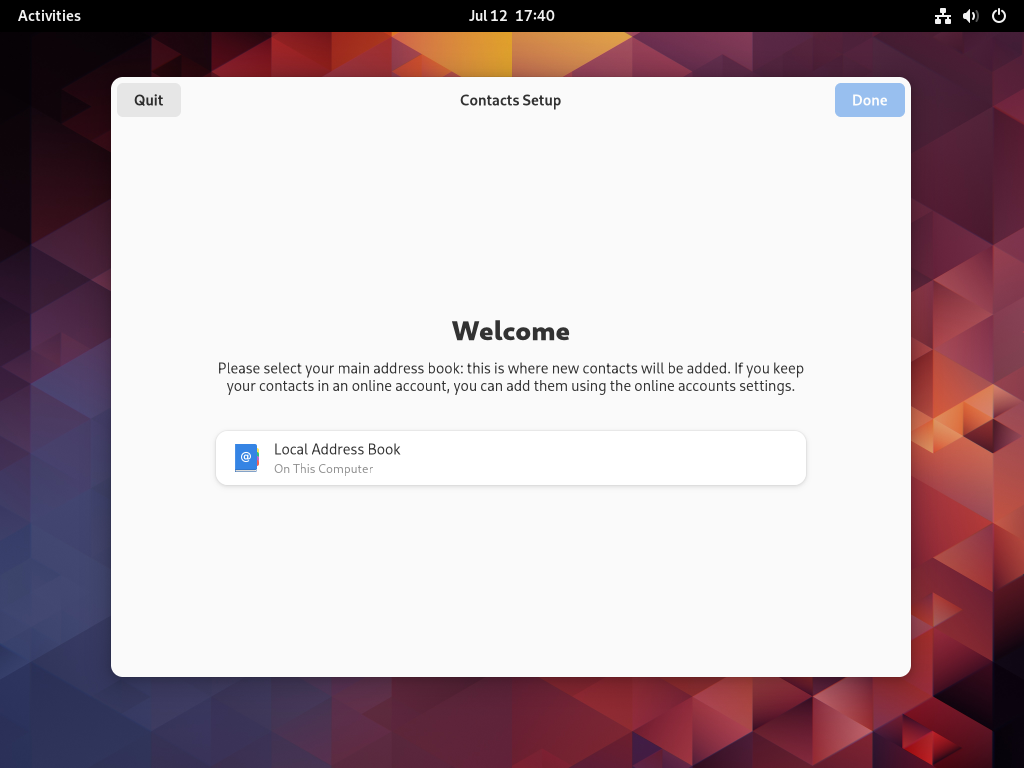 Activities
Jul 12 17:40
Quit
Contacts Setup
Done
Welcome
Please select your main address book: this is where new contacts will be added. If you keep
your contacts in an online account, you can add them using the online accounts settings.
@
Local Address Book
On This Computer